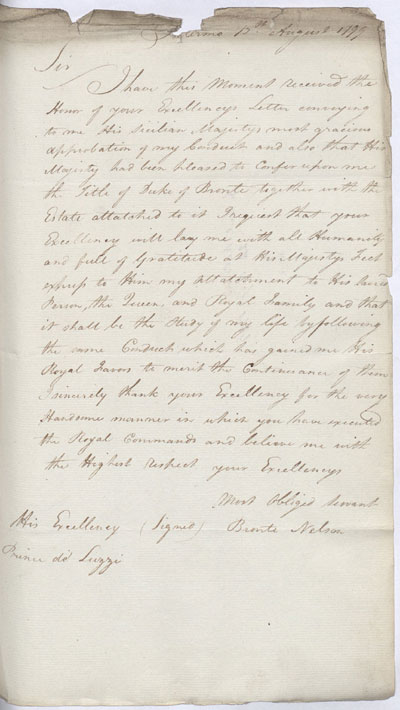 Palermo 13th August 1799
Sir
I have this Moment received the
Honor of your Excellencys Letter conveying
to me His Sicilian Majestys most gracious
approbation of my Conduct and also that His
Majesty had been pleased to Confer upon me
the Title of Duke of Bronte together with the
Estate attatched to it I request that your
Excellency will lay me with all Humanity
and full of Gratitude at His Majestys Feet
express to Him my Attatchment to His Sacred
Person, the Queen and Royal Family and that
it shall be the Study of my life by following
the same Conduct which has gained me His
Royal Favor to merit the Continuance of them
I sincerely thank your Excellency for the very
Handsome manner in which you have executed
the Royal Commands and believe me with
the Highest respect your Excellencys
Most Obliged servant
His Excellency (Signed) Bronte Nelson
Prince de Luzzi